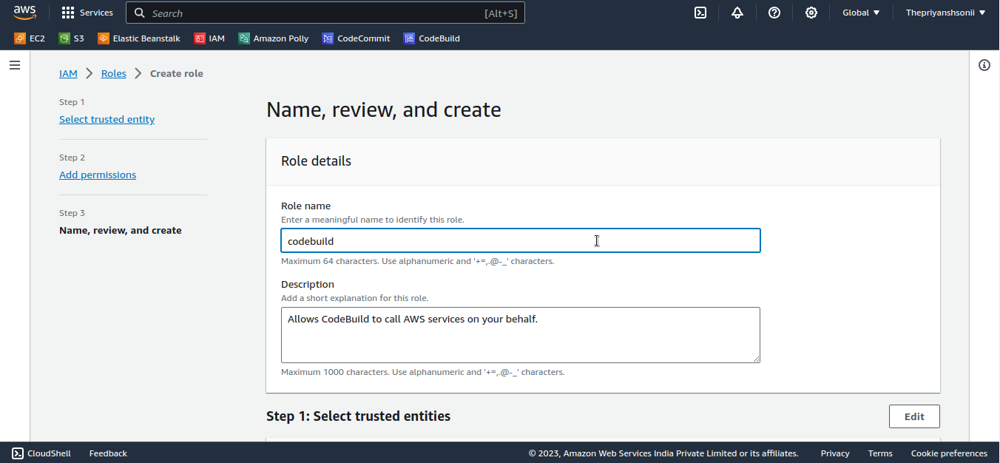 aws Services Search [Alt+S] Global Thepriyanshsonii
EC2 S3 Elastic Beanstalk IAM Amazon Polly CodeCommit CodeBuild
IAM Roles Create role
Step 1
Select trusted entity
Step 2
Add permissions
Step 3
Name, review, and create
Name, review, and create
Role details
Role name
Enter a meaningful name to identify this role.
codebuild
Maximum 64 characters. Use alphanumeric and '+=,.@-_' characters.
Description
Add a short explanation for this role.
Allows CodeBuild to call AWS services on your behalf.
Maximum 1000 characters. Use alphanumeric and '+=,.@-_' characters.
Step 1: Select trusted entities Edit
CloudShell Feedback © 2023, Amazon Web Services India Private Limited or its affiliates. Privacy Terms Cookie preferences